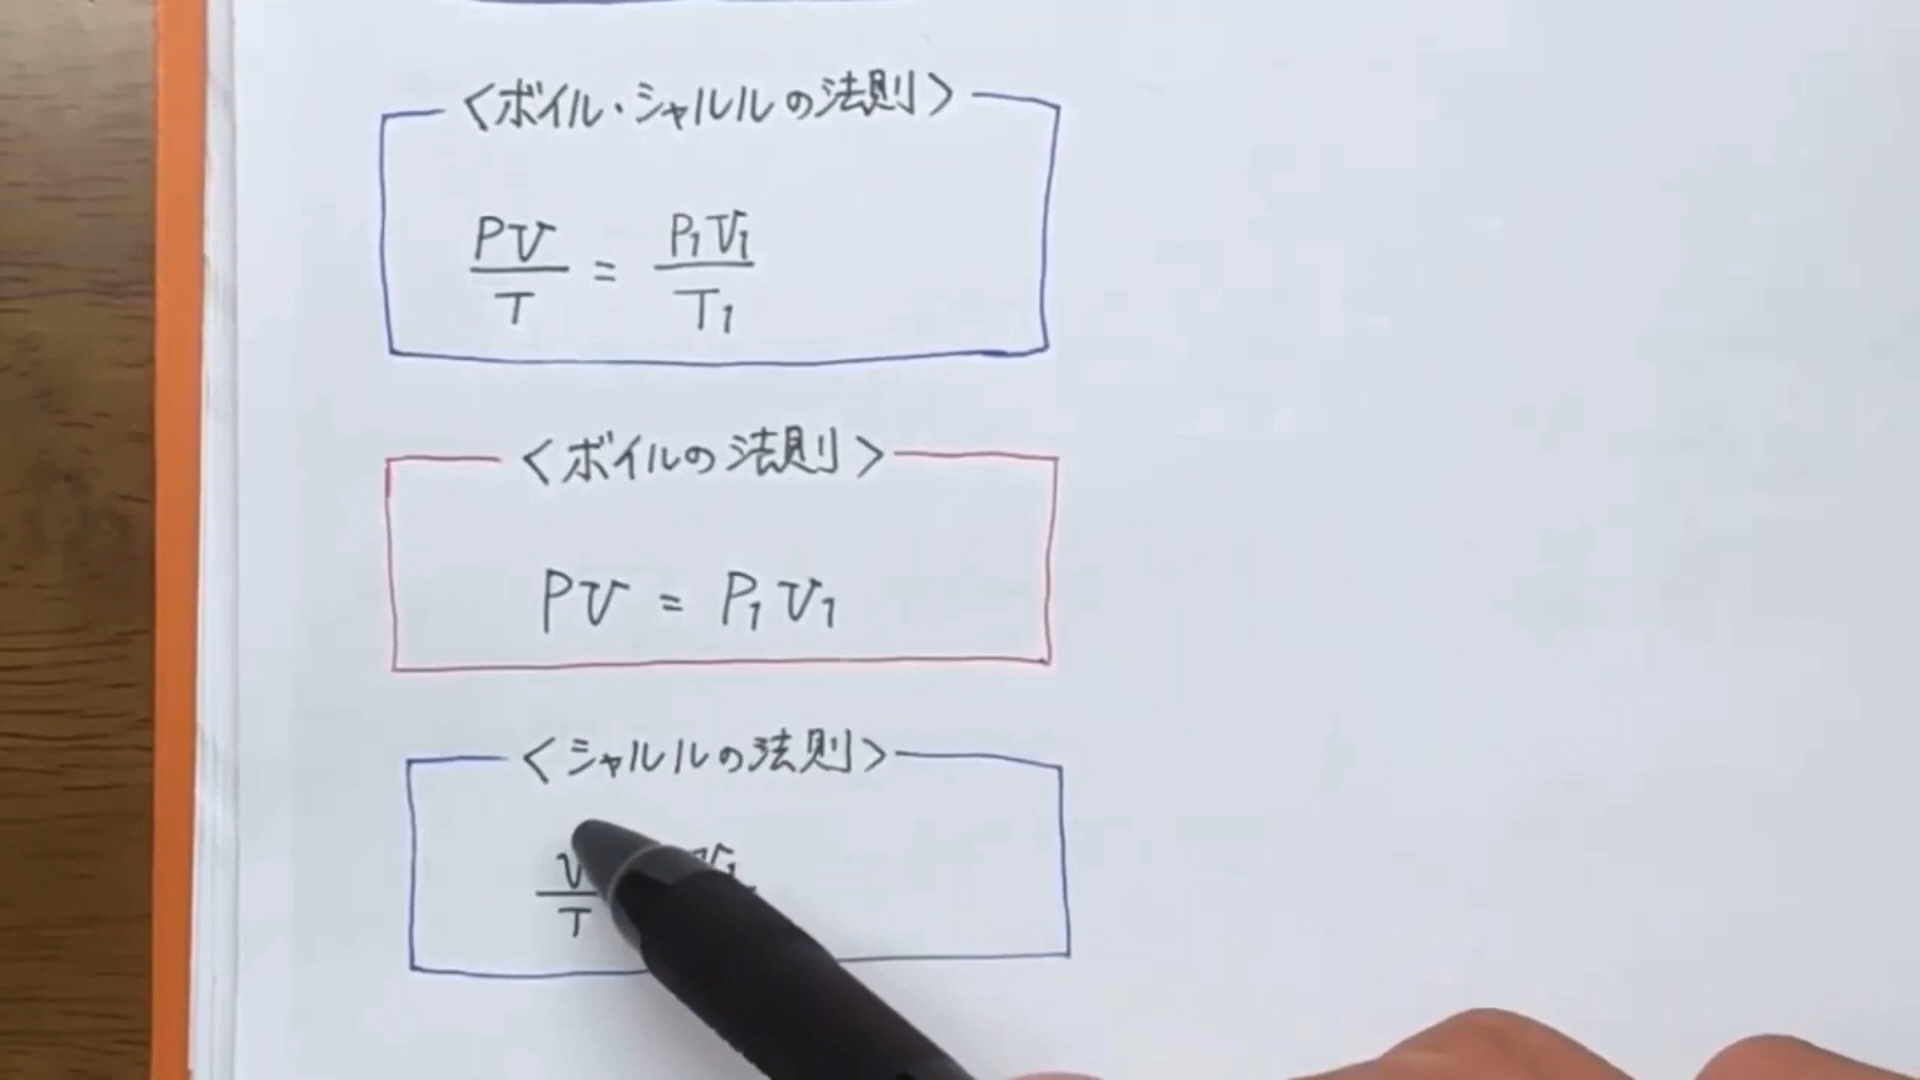 <ボイル・シャルルの法則>
PV/T = P₁V₁/T₁
<ボイルの法則>
PV = P₁V₁
<シャルルの法則>
V/T V₁